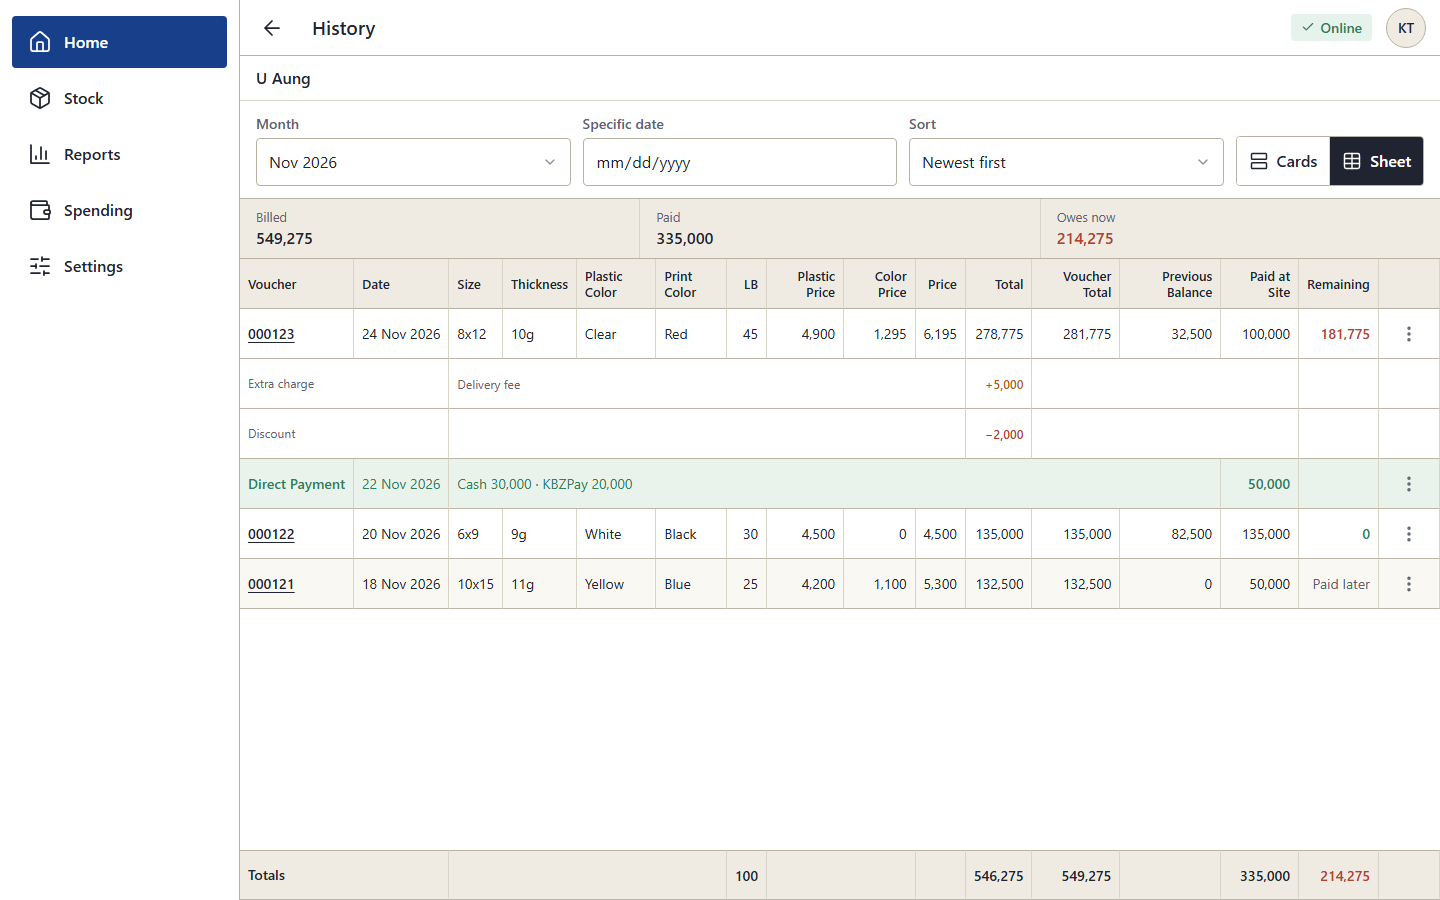 Home
Stock
Reports
Spending
Settings
History
Online
KT
U Aung
Month
Specific date
Sort
Nov 2026
mm/dd/yyyy
Newest first
Cards
Sheet
Billed
549,275
Paid
335,000
Owes now
214,275
Voucher Date Size Thickness Plastic Color Print Color LB Plastic Price Color Price Price Total Voucher Total Previous Balance Paid at Site Remaining
000123 24 Nov 2026 8x12 10g Clear Red 45 4,900 1,295 6,195 278,775 281,775 32,500 100,000 181,775
Extra charge Delivery fee +5,000
Discount −2,000
Direct Payment 22 Nov 2026 Cash 30,000 · KBZPay 20,000 50,000
000122 20 Nov 2026 6x9 9g White Black 30 4,500 0 4,500 135,000 135,000 82,500 135,000 0
000121 18 Nov 2026 10x15 11g Yellow Blue 25 4,200 1,100 5,300 132,500 132,500 0 50,000 Paid later
Totals 100 546,275 549,275 335,000 214,275